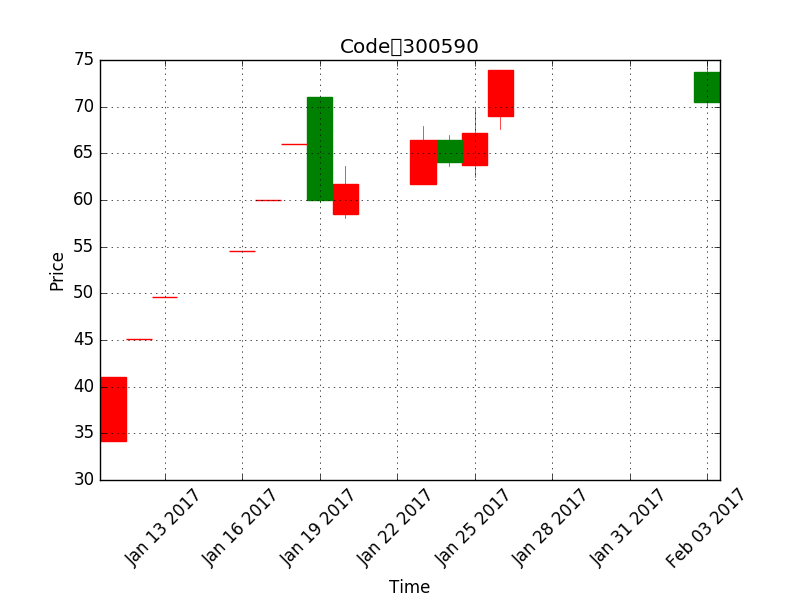 Code▯300590
75
70
65
60
55
50
45
40
35
30
Price
Jan 13 2017
Jan 16 2017
Jan 19 2017
Jan 22 2017
Jan 25 2017
Jan 28 2017
Jan 31 2017
Feb 03 2017
Time